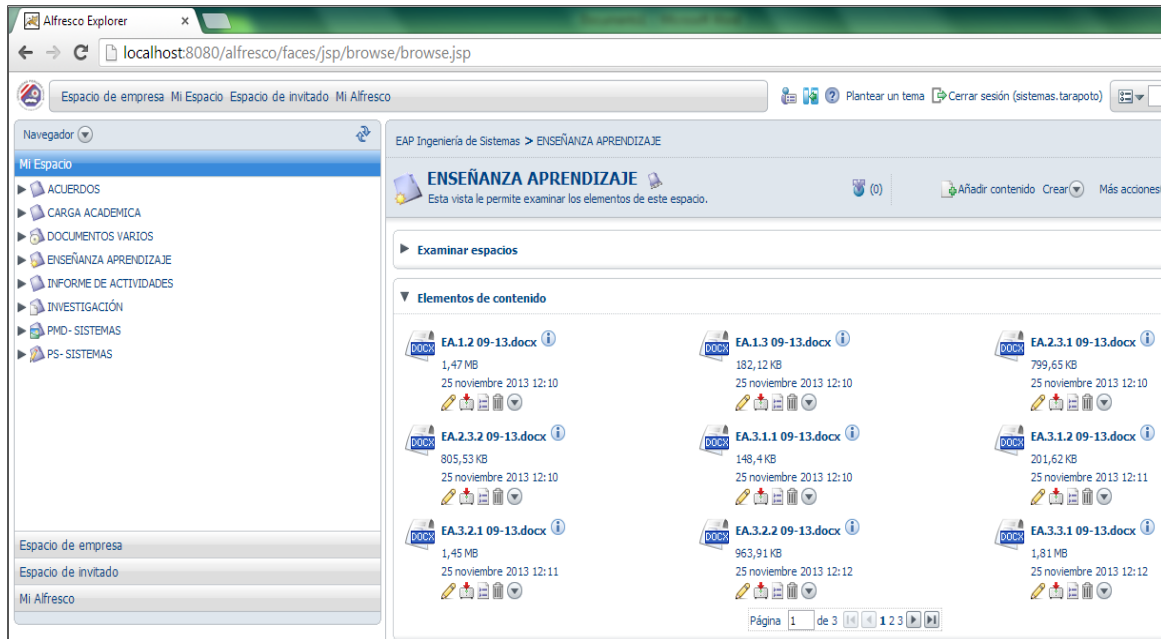 Alfresco Explorer
localhost:8080/alfresco/faces/jsp/browse/browse.jsp
Espacio de empresa Mi Espacio Espacio de invitado Mi Alfresco
Plantear un tema Cerrar sesión (sistemas.tarapoto)
Navegador
Mi Espacio
ACUERDOS
CARGA ACADEMICA
DOCUMENTOS VARIOS
ENSEÑANZA APRENDIZAJE
INFORME DE ACTIVIDADES
INVESTIGACIÓN
PMD- SISTEMAS
PS- SISTEMAS
Espacio de empresa
Espacio de invitado
Mi Alfresco
EAP Ingeniería de Sistemas > ENSEÑANZA APRENDIZAJE
ENSEÑANZA APRENDIZAJE
Esta vista le permite examinar los elementos de este espacio.
(0)
Añadir contenido Crear Más acciones
Examinar espacios
Elementos de contenido
DOCX EA.1.2 09-13.docx DOCX EA.1.3 09-13.docx DOCX EA.2.3.1 09-13.docx
1,47 MB 182,12 KB 799,65 KB
25 noviembre 2013 12:10 25 noviembre 2013 12:10 25 noviembre 2013 12:10
DOCX EA.2.3.2 09-13.docx DOCX EA.3.1.1 09-13.docx DOCX EA.3.1.2 09-13.docx
805,53 KB 148,4 KB 201,62 KB
25 noviembre 2013 12:10 25 noviembre 2013 12:10 25 noviembre 2013 12:11
DOCX EA.3.2.1 09-13.docx DOCX EA.3.2.2 09-13.docx DOCX EA.3.3.1 09-13.docx
1,45 MB 963,91 KB 1,81 MB
25 noviembre 2013 12:11 25 noviembre 2013 12:12 25 noviembre 2013 12:12
Página 1 de 3 1 2 3